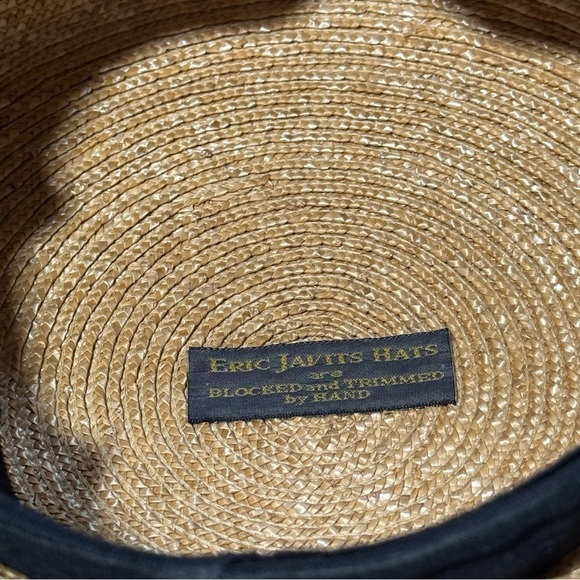 ERIC JAVITS HATS
are
BLOCKED and TRIMMED
by HAND